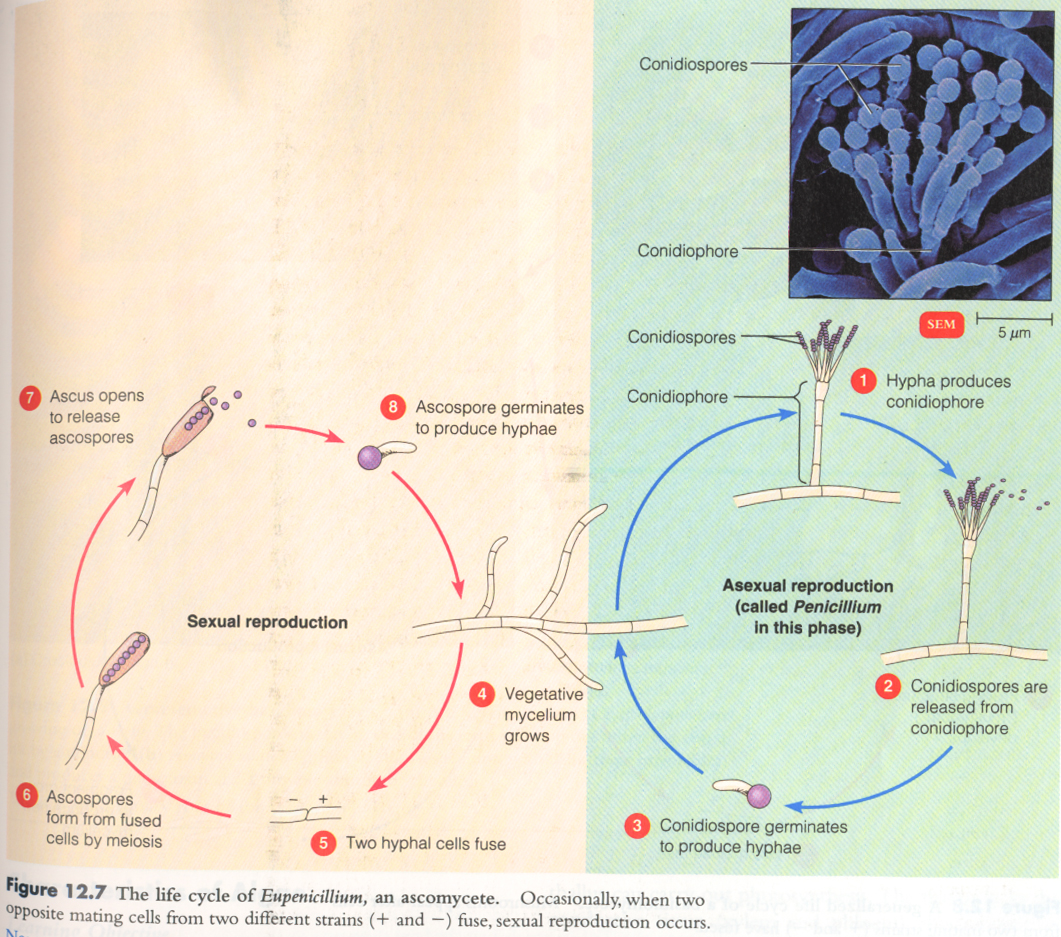 Conidiospores
Conidiophore
SEM
5 μm
Conidiospores
Conidiophore
1 Hypha produces
conidiophore
7 Ascus opens
to release
ascospores
8 Ascospore germinates
to produce hyphae
Sexual reproduction
Asexual reproduction
(called Penicillium
in this phase)
4 Vegetative
mycelium
grows
2 Conidiospores are
released from
conidiophore
6 Ascospores
form from fused
cells by meiosis
− +
5 Two hyphal cells fuse
3 Conidiospore germinates
to produce hyphae
Figure 12.7 The life cycle of Eupenicillium, an ascomycete. Occasionally, when two
opposite mating cells from two different strains (+ and −) fuse, sexual reproduction occurs.